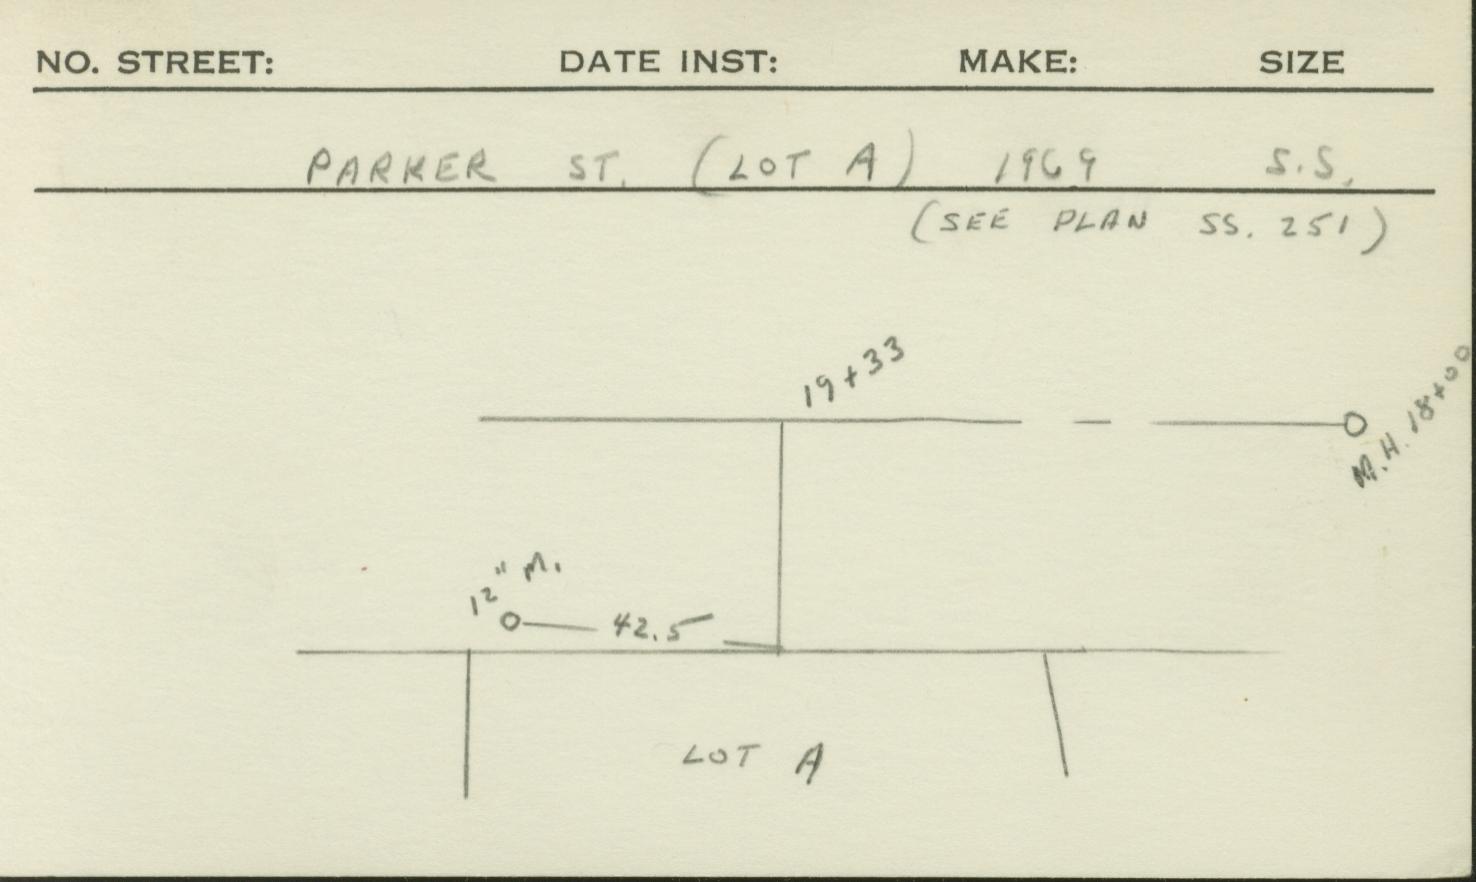 NO. STREET: DATE INST: MAKE: SIZE
PARKER ST. (LOT A) 1969 S.S.
(SEE PLAN SS. 251)
19+33
M.H. 18+00
12" M.
42.5
LOT A